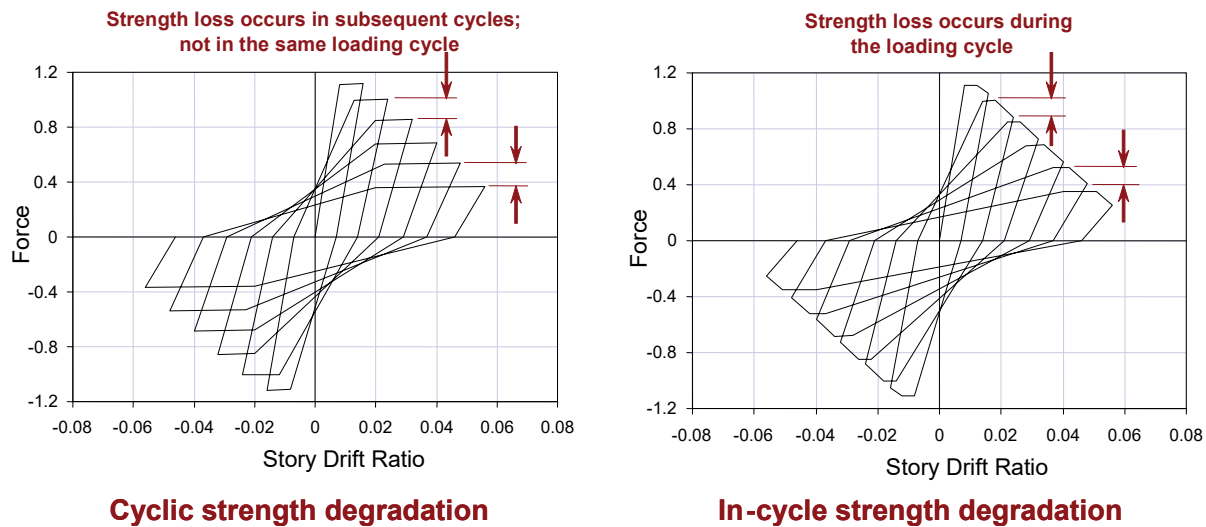 Strength loss occurs in subsequent cycles;
not in the same loading cycle
1.2
0.8
0.4
0
-0.4
-0.8
-1.2
Force
-0.08 -0.06 -0.04 -0.02 0 0.02 0.04 0.06 0.08
Story Drift Ratio
Cyclic strength degradation
Strength loss occurs during
the loading cycle
1.2
0.8
0.4
0
-0.4
-0.8
-1.2
Force
-0.08 -0.06 -0.04 -0.02 0 0.02 0.04 0.06 0.08
Story Drift Ratio
In-cycle strength degradation